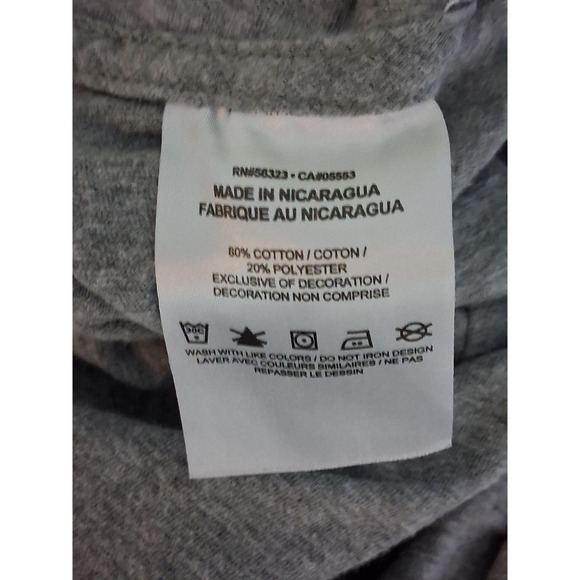 RN#56323 • CA#05553
MADE IN NICARAGUA
FABRIQUE AU NICARAGUA
80% COTTON / COTON /
20% POLYESTER
EXCLUSIVE OF DECORATION /
DECORATION NON COMPRISE
30C
WASH WITH LIKE COLORS / DO NOT IRON DESIGN
LAVER AVEC COULEURS SIMILAIRES / NE PAS
REPASSER LE DESSIN